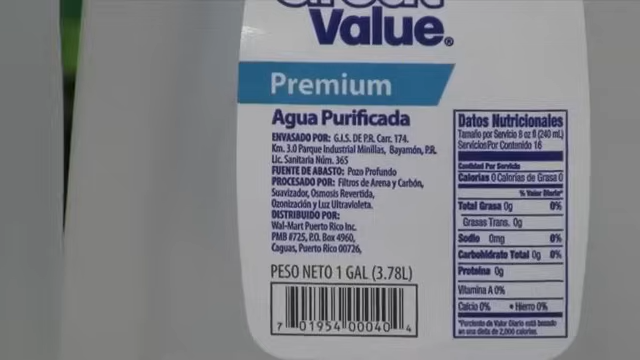 Great
Value®
Premium
Agua Purificada
ENVASADO POR: G.I.S. DE P.R. Carr. 174.
Km. 3.0 Parque Industrial Minillas, Bayamón, P.R.
Lic. Sanitaria Núm. 365
FUENTE DE ABASTO: Pozo Profundo
PROCESADO POR: Filtros de Arena y Carbón,
Suavizador, Osmosis Revertida,
Ozonización y Luz Ultravioleta.
DISTRIBUIDO POR:
Wal-Mart Puerto Rico Inc.
PMB #725, P.O. Box 4960,
Caguas, Puerto Rico 00726,
PESO NETO 1 GAL (3.78L)
7 01954 00040 4
Datos Nutricionales
Tamaño por Servicio 8 oz fl (240 mL)
Servicios Por Contenido 16
Cantidad Por Servicio
Calorías 0 Calorías de Grasa 0
% Valor Diario*
Total Grasa 0g 0%
Grasas Trans. 0g
Sodio 0mg 0%
Carbohidrato Total 0g 0%
Proteína 0g
Vitamina A 0%
Calcio 0% • Hierro 0%
*Porciento de Valor Diario está basado
en una dieta de 2,000 calorías.